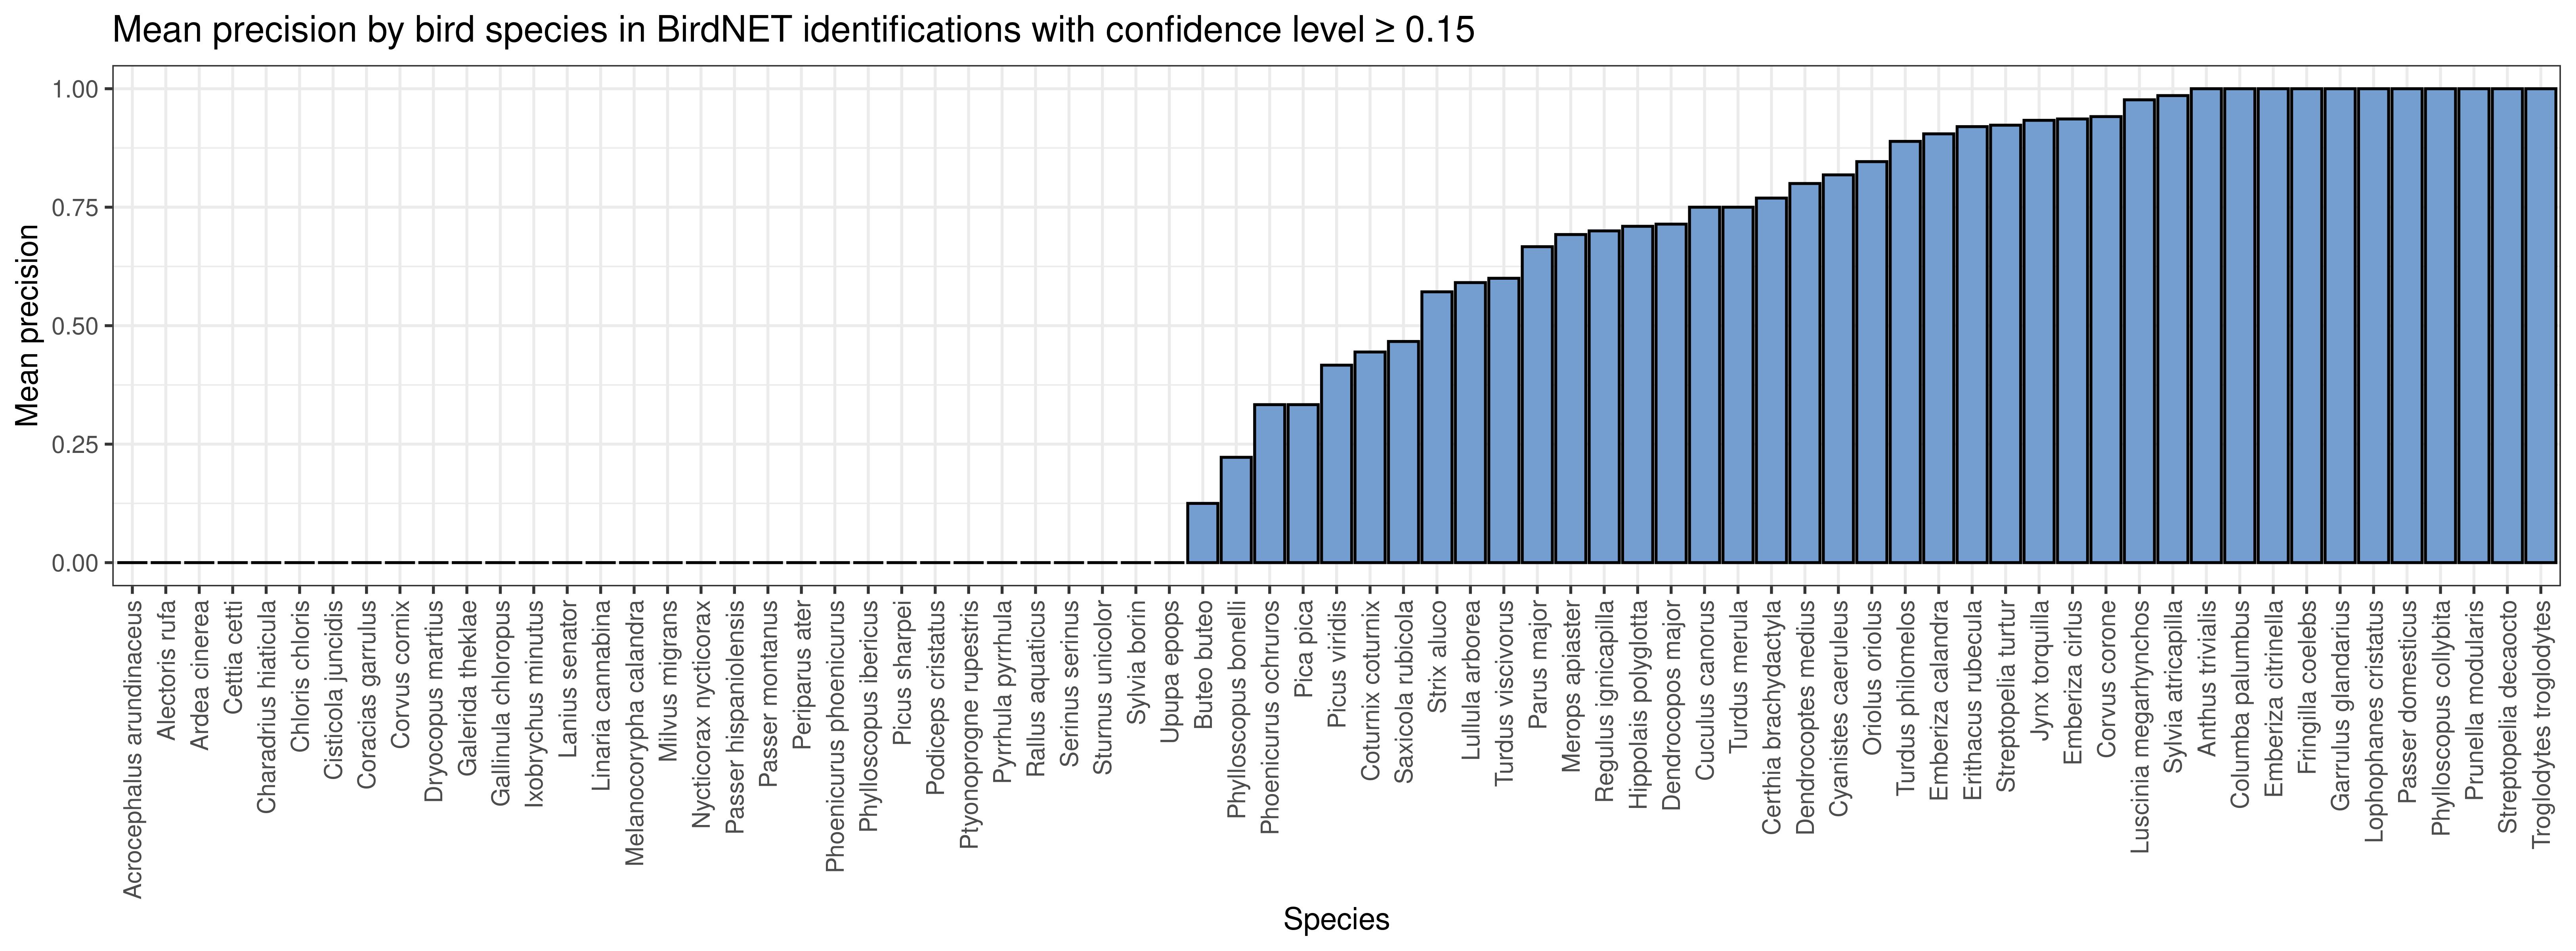 Mean precision by bird species in BirdNET identifications with confidence level ≥ 0.15
Mean precision
1.00
0.75
0.50
0.25
0.00
Acrocephalus arundinaceus
Alectoris rufa
Ardea cinerea
Cettia cetti
Charadrius hiaticula
Chloris chloris
Cisticola juncidis
Coracias garrulus
Corvus cornix
Dryocopus martius
Galerida theklae
Gallinula chloropus
Ixobrychus minutus
Lanius senator
Linaria cannabina
Melanocorypha calandra
Milvus migrans
Nycticorax nycticorax
Passer hispaniolensis
Passer montanus
Periparus ater
Phoenicurus phoenicurus
Phylloscopus ibericus
Picus sharpei
Podiceps cristatus
Ptyonoprogne rupestris
Pyrrhula pyrrhula
Rallus aquaticus
Serinus serinus
Sturnus unicolor
Sylvia borin
Upupa epops
Buteo buteo
Phylloscopus bonelli
Phoenicurus ochruros
Pica pica
Picus viridis
Coturnix coturnix
Saxicola rubicola
Strix aluco
Lullula arborea
Turdus viscivorus
Parus major
Merops apiaster
Regulus ignicapilla
Hippolais polyglotta
Dendrocopos major
Cuculus canorus
Turdus merula
Certhia brachydactyla
Dendrocoptes medius
Cyanistes caeruleus
Oriolus oriolus
Turdus philomelos
Emberiza calandra
Erithacus rubecula
Streptopelia turtur
Jynx torquilla
Emberiza cirlus
Corvus corone
Luscinia megarhynchos
Sylvia atricapilla
Anthus trivialis
Columba palumbus
Emberiza citrinella
Fringilla coelebs
Garrulus glandarius
Lophophanes cristatus
Passer domesticus
Phylloscopus collybita
Prunella modularis
Streptopelia decaocto
Troglodytes troglodytes
Species